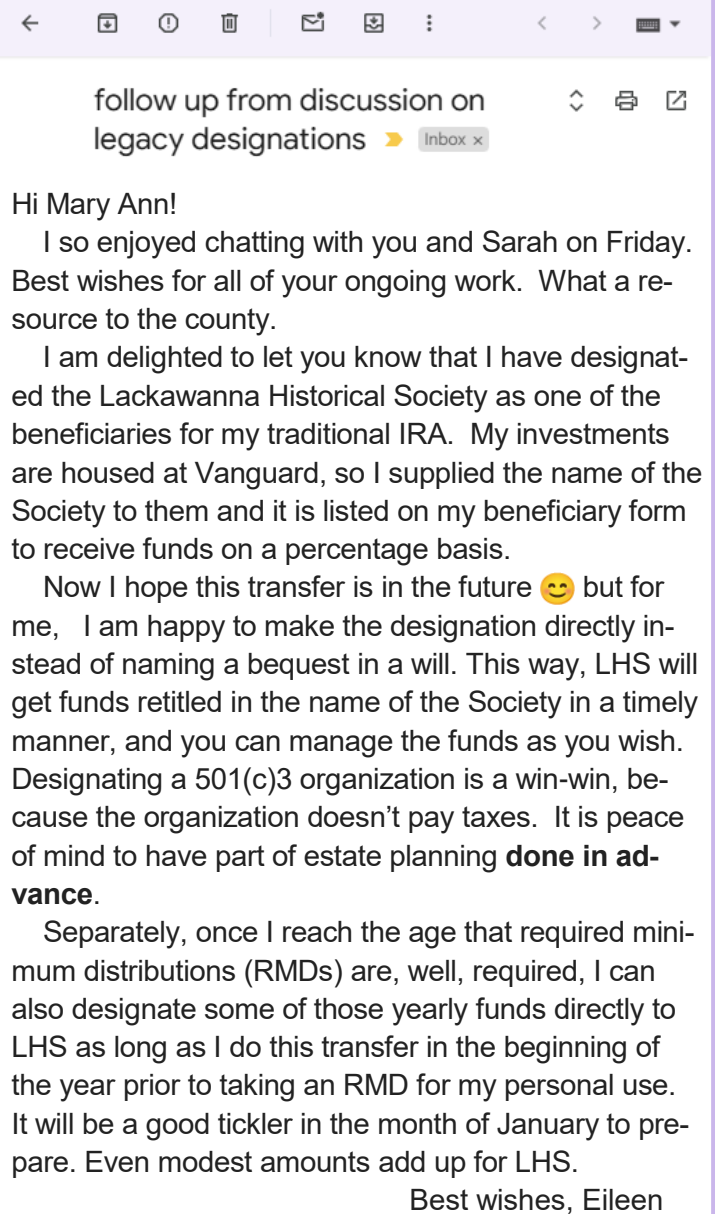 follow up from discussion on
legacy designations Inbox x
Hi Mary Ann!
I so enjoyed chatting with you and Sarah on Friday.
Best wishes for all of your ongoing work.  What a re-
source to the county.
I am delighted to let you know that I have designat-
ed the Lackawanna Historical Society as one of the
beneficiaries for my traditional IRA.  My investments
are housed at Vanguard, so I supplied the name of the
Society to them and it is listed on my beneficiary form
to receive funds on a percentage basis.
Now I hope this transfer is in the future 😊 but for
me,   I am happy to make the designation directly in-
stead of naming a bequest in a will. This way, LHS will
get funds retitled in the name of the Society in a timely
manner, and you can manage the funds as you wish.
Designating a 501(c)3 organization is a win-win, be-
cause the organization doesn’t pay taxes.  It is peace
of mind to have part of estate planning done in ad-
vance.
Separately, once I reach the age that required mini-
mum distributions (RMDs) are, well, required, I can
also designate some of those yearly funds directly to
LHS as long as I do this transfer in the beginning of
the year prior to taking an RMD for my personal use.
It will be a good tickler in the month of January to pre-
pare. Even modest amounts add up for LHS.
Best wishes, Eileen